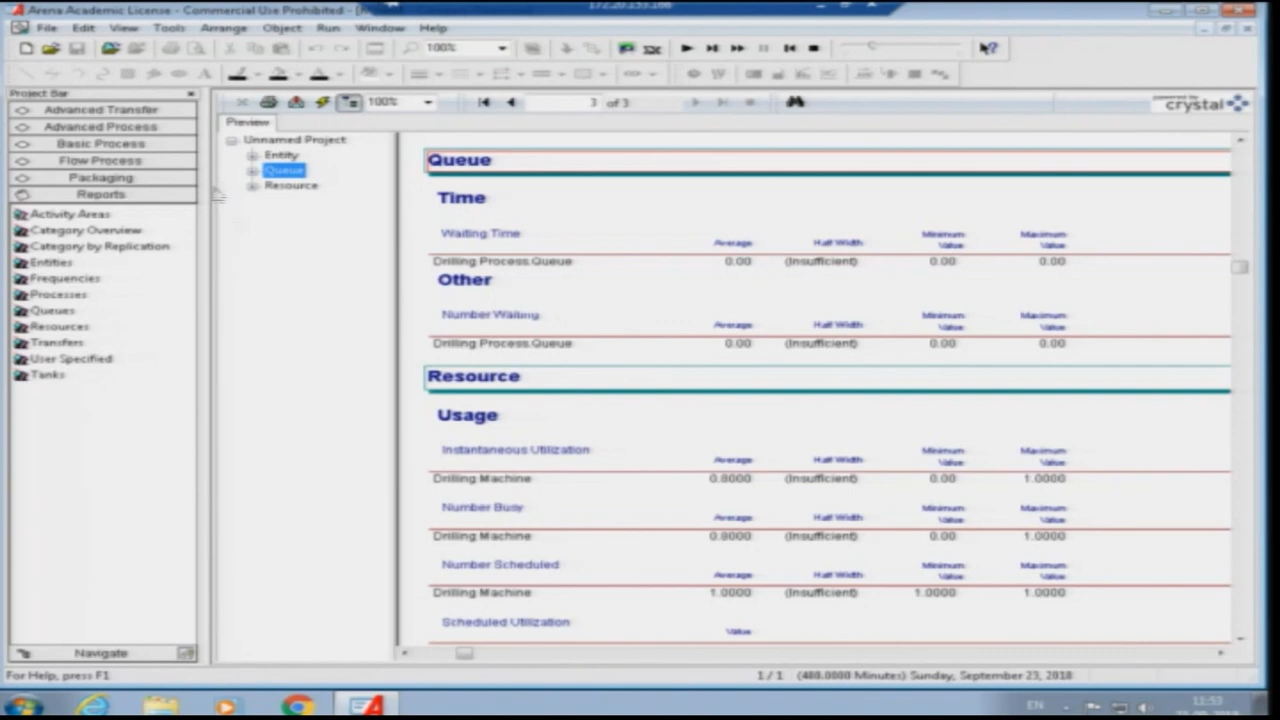 Arena Academic License - Commercial Use Prohibited -
172.20.155.166
File Edit View Tools Arrange Object Run Window Help
100%
Project Bar
Advanced Transfer
Advanced Process
Basic Process
Flow Process
Packaging
Reports
Activity Areas
Category Overview
Category by Replication
Entities
Frequencies
Processes
Queues
Resources
Transfers
User Specified
Tanks
Navigate
100%
3 of 3
powered by
crystal
Preview
Unnamed Project
Entity
Queue
Resource
Queue
Time
Waiting Time Average Half Width Minimum Value Maximum Value
Drilling Process.Queue 0.00 (Insufficient) 0.00 0.00
Other
Number Waiting Average Half Width Minimum Value Maximum Value
Drilling Process.Queue 0.00 (Insufficient) 0.00 0.00
Resource
Usage
Instantaneous Utilization Average Half Width Minimum Value Maximum Value
Drilling Machine 0.8000 (Insufficient) 0.00 1.0000
Number Busy Average Half Width Minimum Value Maximum Value
Drilling Machine 0.8000 (Insufficient) 0.00 1.0000
Number Scheduled Average Half Width Minimum Value Maximum Value
Drilling Machine 1.0000 (Insufficient) 1.0000 1.0000
Scheduled Utilization Value
For Help, press F1
1 / 1 (480.0000 Minutes) Sunday, September 23, 2018
EN
11:53